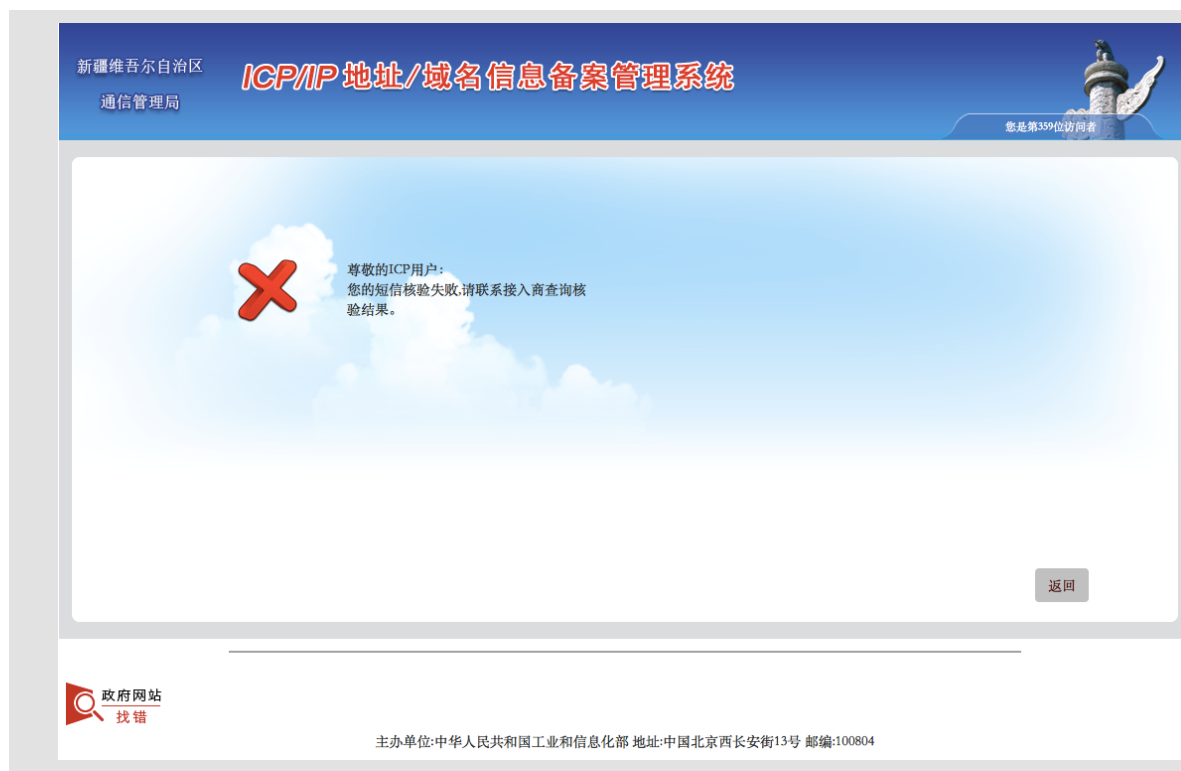 新疆维吾尔自治区
通信管理局
ICP/IP地址/域名信息备案管理系统
您是第359位访问者
尊敬的ICP用户:
您的短信核验失败,请联系接入商查询核
验结果。
返回
政府网站
找错
主办单位:中华人民共和国工业和信息化部 地址:中国北京西长安街13号 邮编:100804